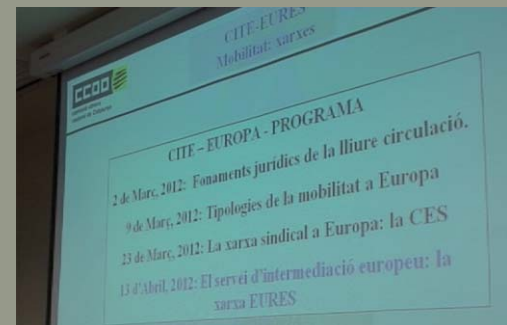 CITE-EURES
Mobilitat: xarxes
CCOO
CITE – EUROPA - PROGRAMA
2 de Març, 2012: Fonaments jurídics de la lliure circulació.
9 de Març, 2012: Tipologies de la mobilitat a Europa
23 de Març, 2012: La xarxa sindical a Europa: la CES
13 d'Abril, 2012: El servei d'intermediació europeu: la
xarxa EURES